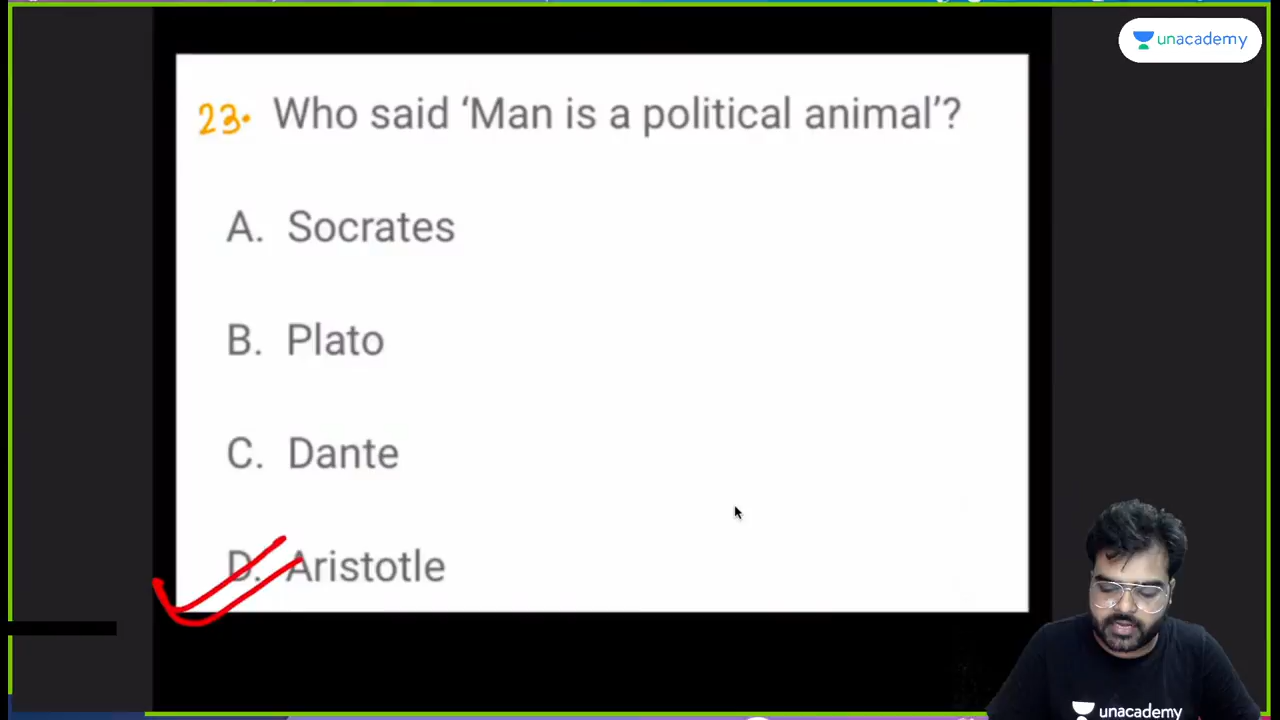 unacademy
23. Who said ‘Man is a political animal’?
A. Socrates
B. Plato
C. Dante
D. Aristotle
unacademy